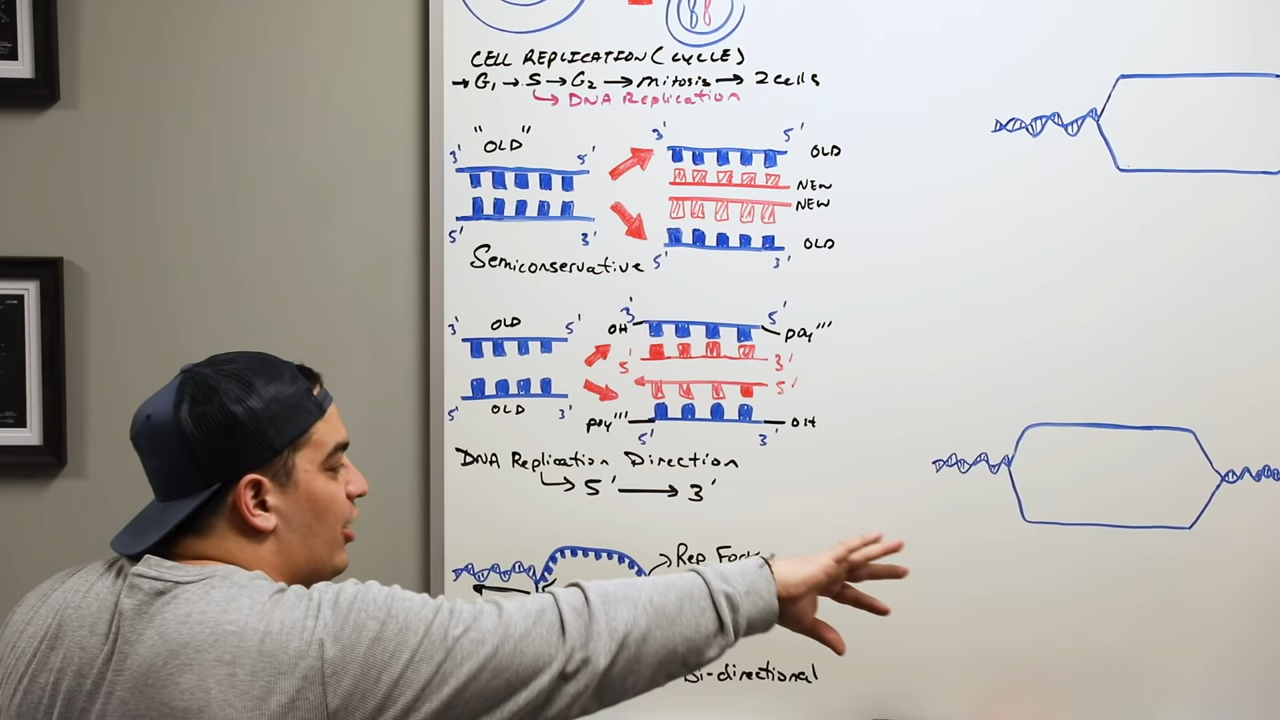 8 8
CELL REPLICATION (CYCLE)
→ G1 → S → G2 → mitosis → 2 cells
↳ DNA Replication
"OLD"
3' 5'
5' 3'
3' 5'
OLD
NEW
NEW
OLD
5' 3'
Semiconservative
3' OLD 5'
5' OLD 3'
OH 3' 5' PO4'''
5' 3'
5'
PO4''' OH
5' 3'
DNA Replication Direction
↳ 5' → 3'
Rep
Bi-directional